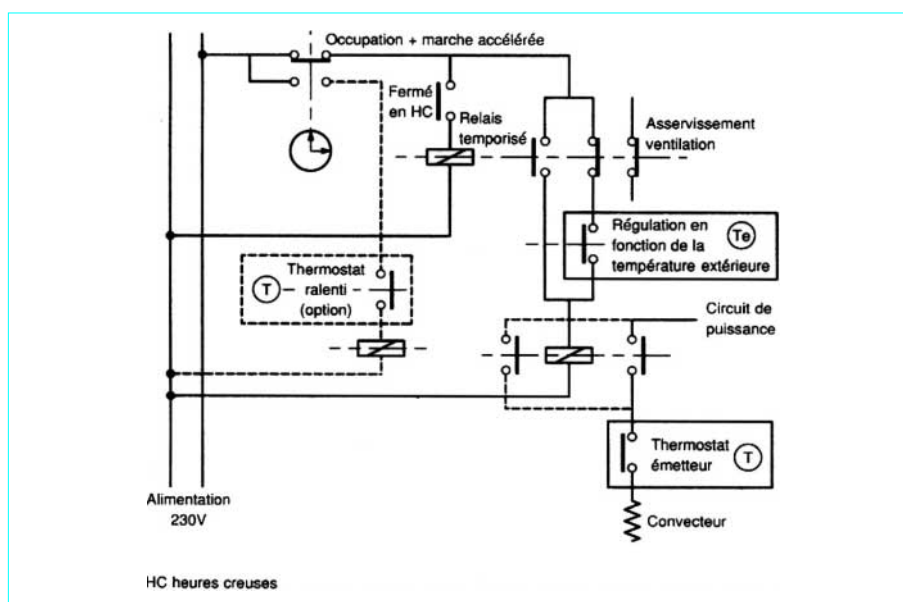 Occupation + marche accélérée
Fermé
en HC
Relais
temporisé
Asservissement
ventilation
Régulation en
fonction de la
température extérieure
Te
T
Thermostat
ralenti
(option)
Circuit de
puissance
Thermostat
émetteur
T
Convecteur
Alimentation
230V
HC heures creuses